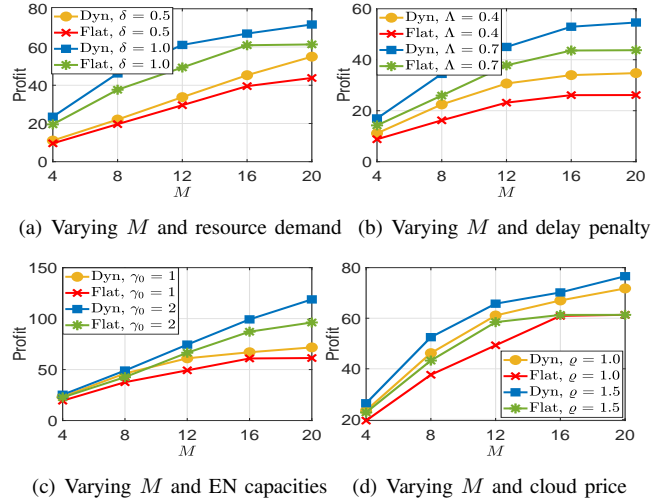 80
60
40
20
0
Profit
Dyn, δ = 0.5
Flat, δ = 0.5
Dyn, δ = 1.0
Flat, δ = 1.0
4 8 12 16 20
M
(a) Varying M and resource demand
80
60
40
20
0
Profit
Dyn, Λ = 0.4
Flat, Λ = 0.4
Dyn, Λ = 0.7
Flat, Λ = 0.7
4 8 12 16 20
M
(b) Varying M and delay penalty
150
100
50
0
Profit
Dyn, γ₀ = 1
Flat, γ₀ = 1
Dyn, γ₀ = 2
Flat, γ₀ = 2
4 8 12 16 20
M
(c) Varying M and EN capacities
80
60
40
20
Profit
Dyn, ϱ = 1.0
Flat, ϱ = 1.0
Dyn, ϱ = 1.5
Flat, ϱ = 1.5
4 8 12 16 20
M
(d) Varying M and cloud price